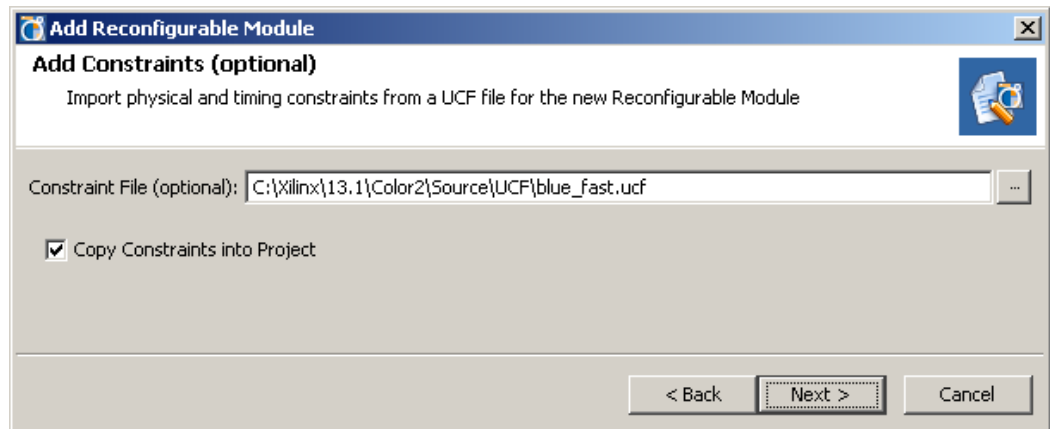 Add Reconfigurable Module
Add Constraints (optional)
Import physical and timing constraints from a UCF file for the new Reconfigurable Module
Constraint File (optional): C:\Xilinx\13.1\Color2\Source\UCF\blue_fast.ucf ...
Copy Constraints into Project
< Back Next > Cancel